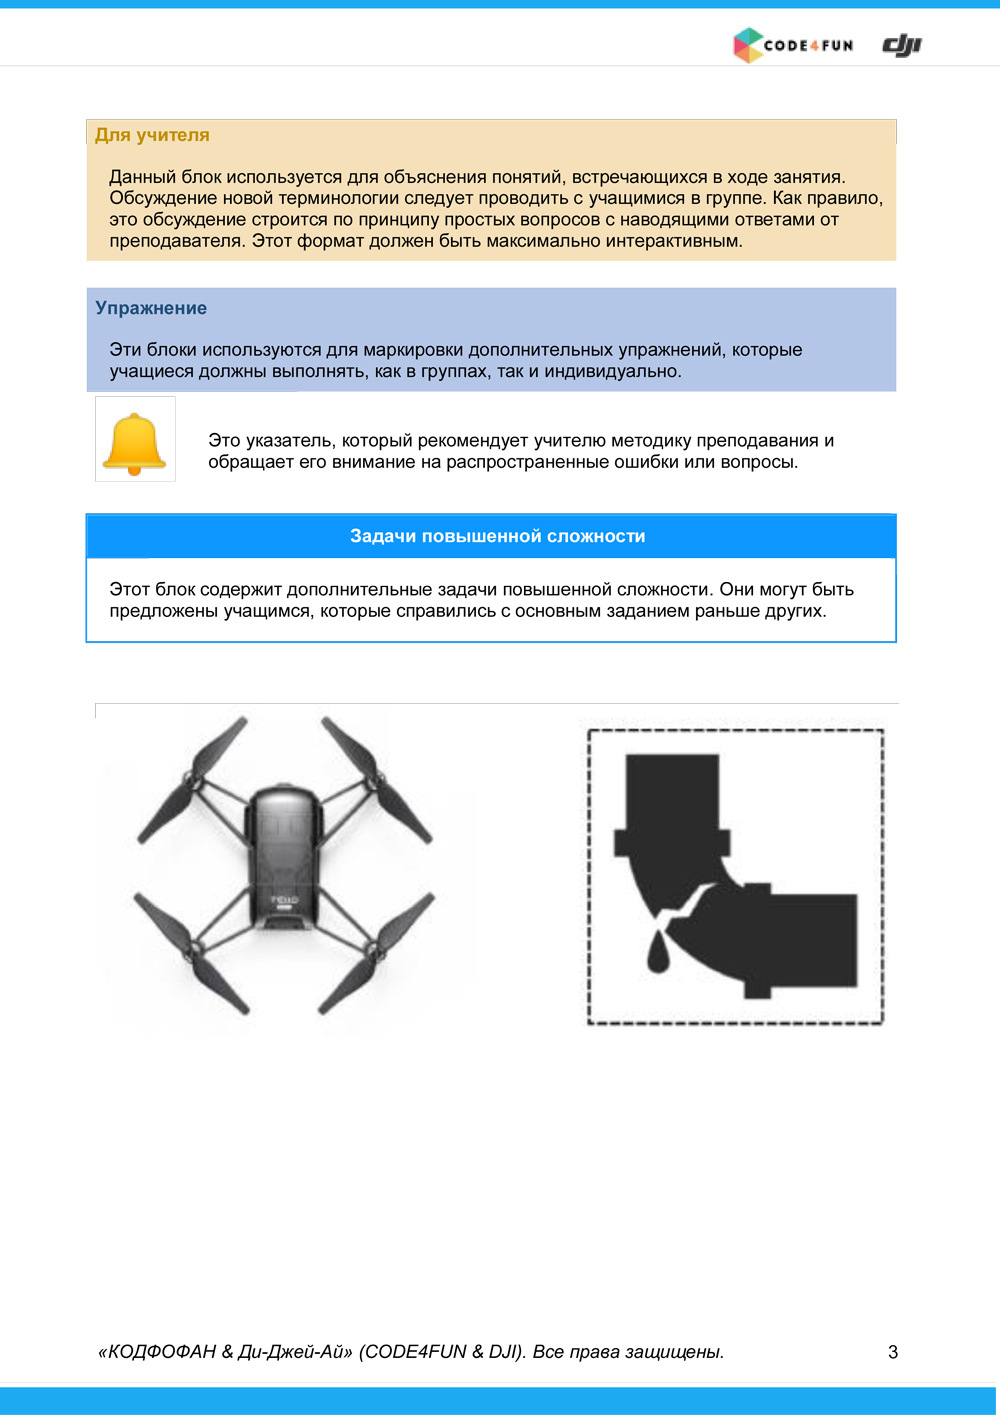 CODE4FUN dji
Для учителя
Данный блок используется для объяснения понятий, встречающихся в ходе занятия.
Обсуждение новой терминологии следует проводить с учащимися в группе. Как правило,
это обсуждение строится по принципу простых вопросов с наводящими ответами от
преподавателя. Этот формат должен быть максимально интерактивным.
Упражнение
Эти блоки используются для маркировки дополнительных упражнений, которые
учащиеся должны выполнять, как в группах, так и индивидуально.
Это указатель, который рекомендует учителю методику преподавания и
обращает его внимание на распространенные ошибки или вопросы.
Задачи повышенной сложности
Этот блок содержит дополнительные задачи повышенной сложности. Они могут быть
предложены учащимся, которые справились с основным заданием раньше других.
TELLO
«КОДФОФАН & Ди-Джей-Ай» (CODE4FUN & DJI). Все права защищены. 3